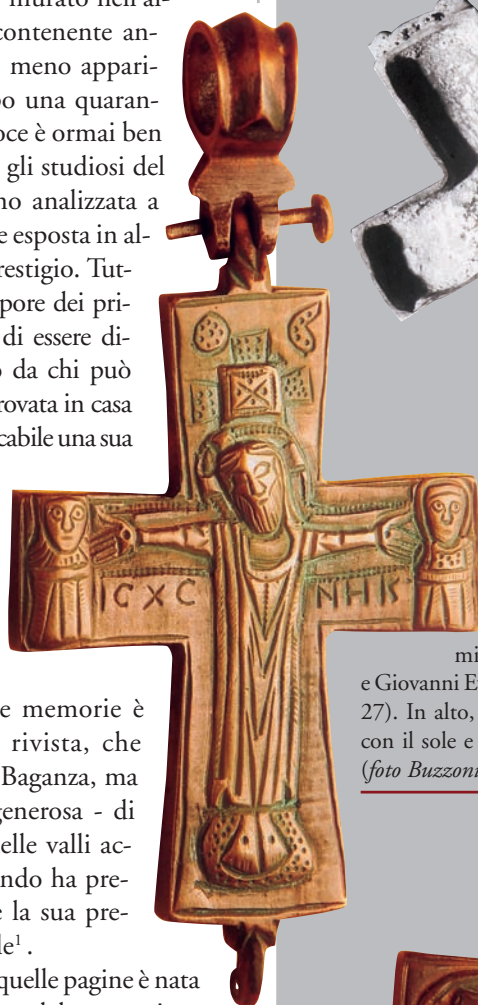 murato nell'al-
contenente an-
meno appari-
po una quaran-
oce è ormai ben
gli studiosi del
no analizzata a
e esposta in al-
restigio. Tut-
pore dei pri-
di essere di-
o da chi può
rovata in casa
cabile una sua
e memorie è
rivista, che
Baganza, ma
generosa - di
elle valli ac-
ndo ha pre-
e la sua pre-
le¹ .
quelle pagine è nata
IC XC NHK
mi
e Giovanni E
27). In alto,
con il sole e
(foto Buzzoni